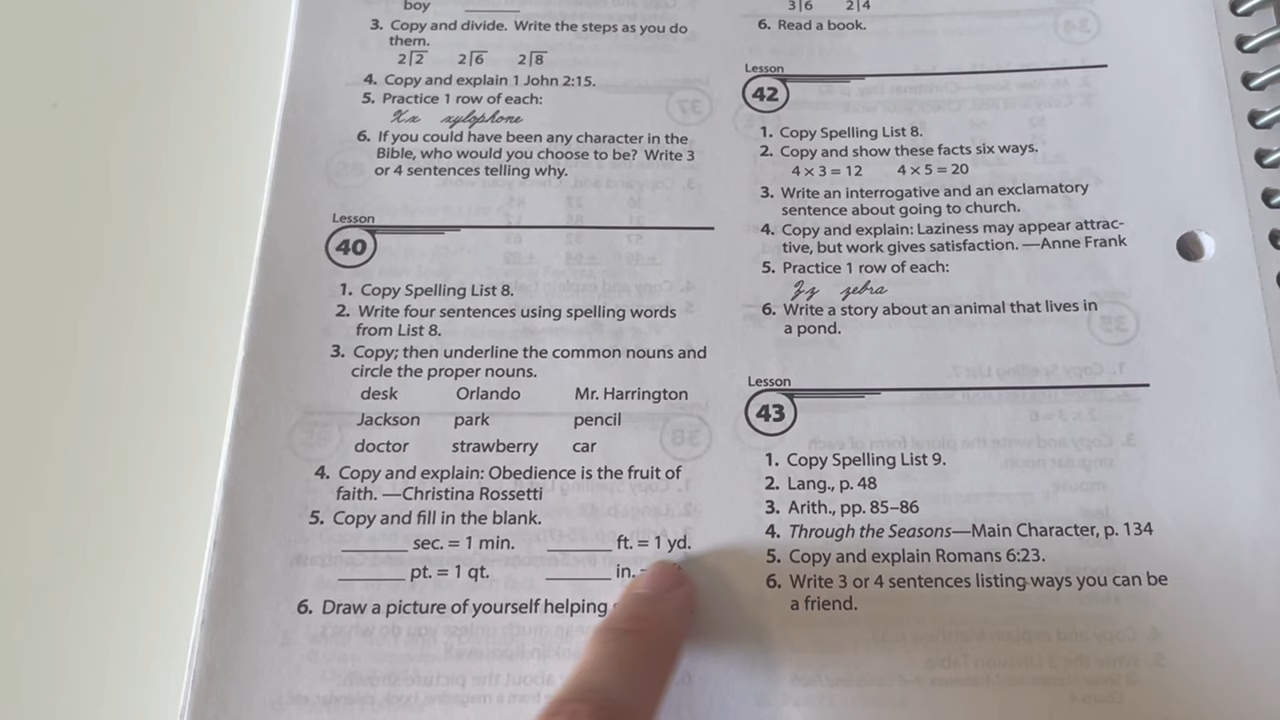 boy ______
3. Copy and divide. Write the steps as you do
them.
2|2 2|6 2|8
4. Copy and explain 1 John 2:15.
5. Practice 1 row of each:
Xx xylophone
6. If you could have been any character in the
Bible, who would you choose to be? Write 3
or 4 sentences telling why.
Lesson
40
1. Copy Spelling List 8.
2. Write four sentences using spelling words
from List 8.
3. Copy; then underline the common nouns and
circle the proper nouns.
desk Orlando Mr. Harrington
Jackson park pencil
doctor strawberry car
4. Copy and explain: Obedience is the fruit of
faith. —Christina Rossetti
5. Copy and fill in the blank.
______ sec. = 1 min. ______ ft. = 1 yd.
______ pt. = 1 qt. ______ in.
6. Draw a picture of yourself helping
3|6 2|4
6. Read a book.
Lesson
42
1. Copy Spelling List 8.
2. Copy and show these facts six ways.
4 x 3 = 12 4 x 5 = 20
3. Write an interrogative and an exclamatory
sentence about going to church.
4. Copy and explain: Laziness may appear attrac-
tive, but work gives satisfaction. —Anne Frank
5. Practice 1 row of each:
Zz zebra
6. Write a story about an animal that lives in
a pond.
Lesson
43
1. Copy Spelling List 9.
2. Lang., p. 48
3. Arith., pp. 85–86
4. Through the Seasons—Main Character, p. 134
5. Copy and explain Romans 6:23.
6. Write 3 or 4 sentences listing ways you can be
a friend.